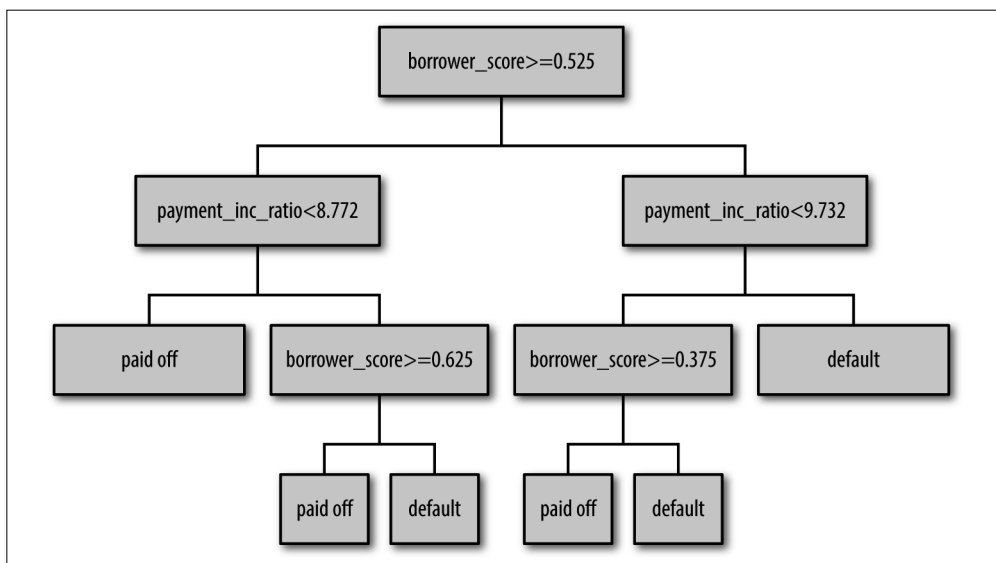 borrower_score>=0.525
payment_inc_ratio<8.772
payment_inc_ratio<9.732
paid off
borrower_score>=0.625
borrower_score>=0.375
default
paid off
default
paid off
default